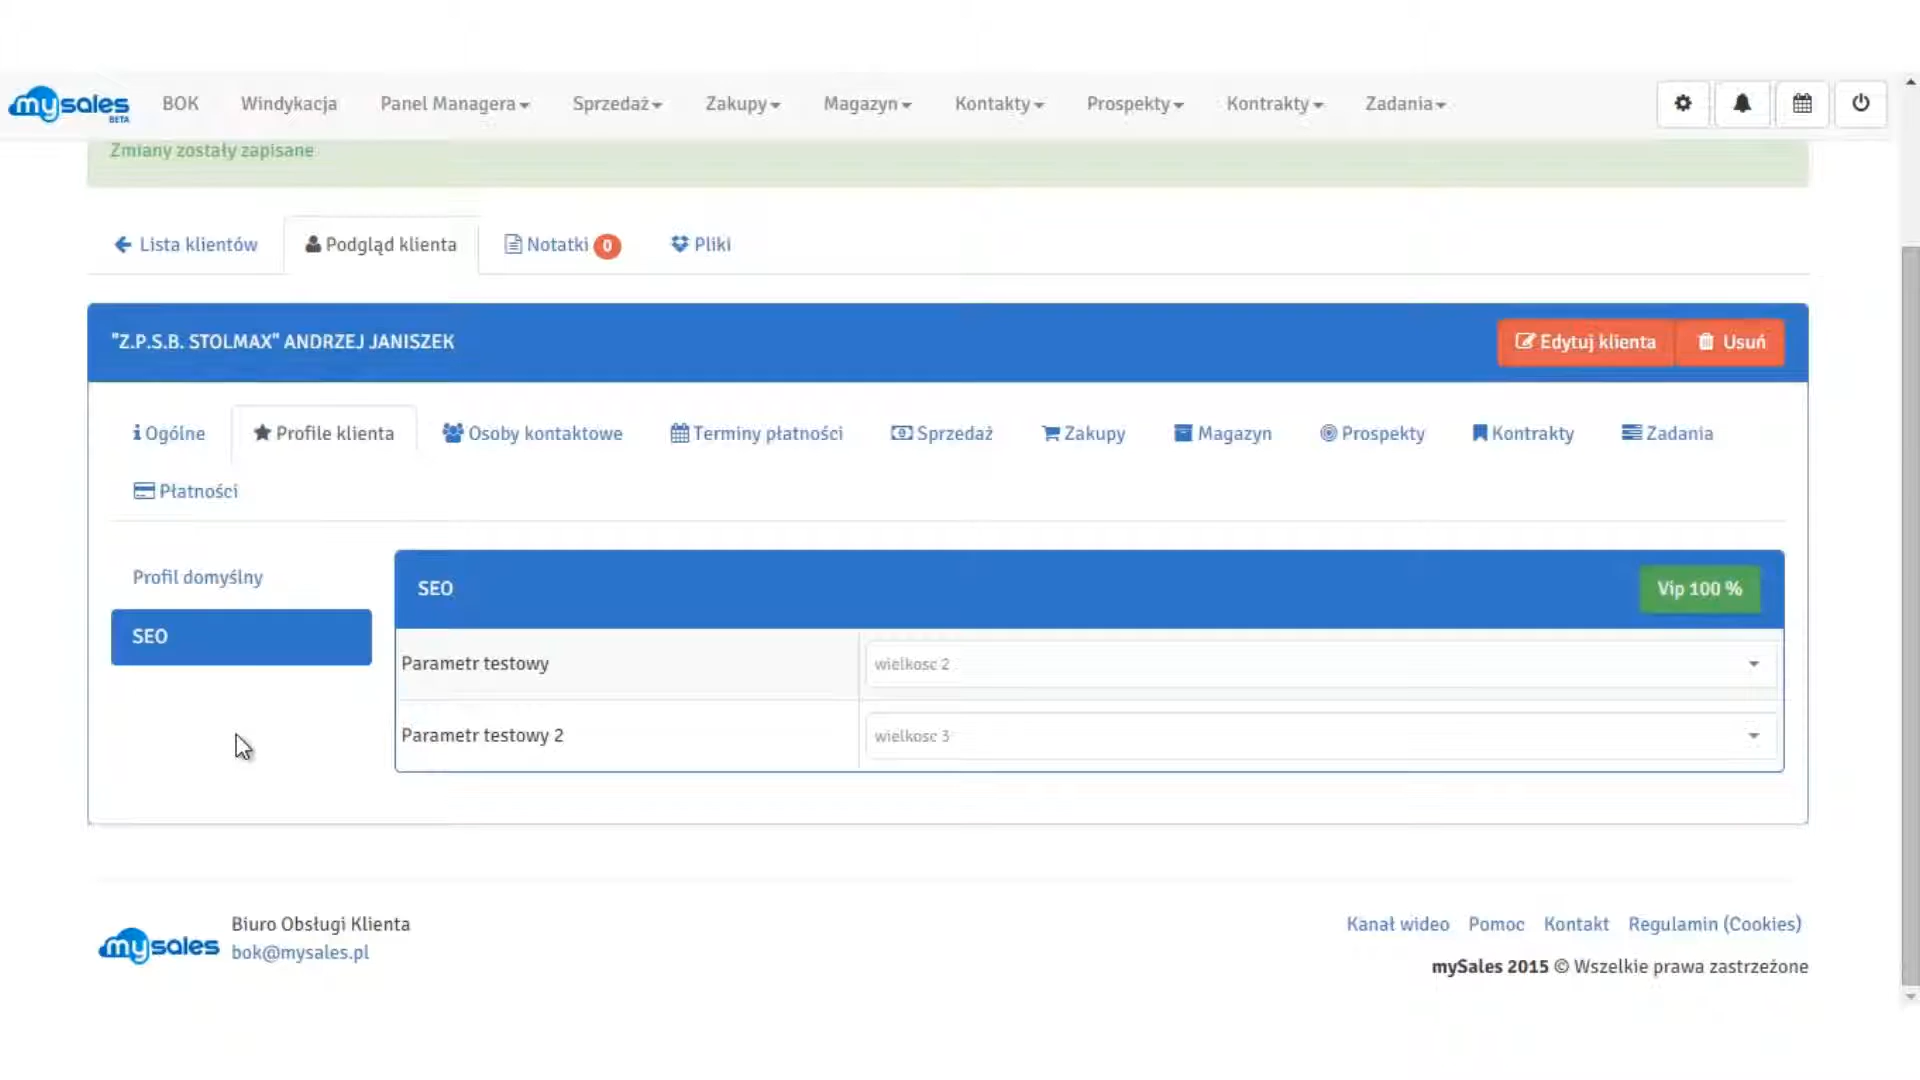 mysales BETA BOK Windykacja Panel Managera Sprzedaż Zakupy Magazyn Kontakty Prospekty Kontrakty Zadania
Zmiany zostały zapisane
Lista klientów Podgląd klienta Notatki 0 Pliki
"Z.P.S.B. STOLMAX" ANDRZEJ JANISZEK Edytuj klienta Usuń
Ogólne Profile klienta Osoby kontaktowe Terminy płatności Sprzedaż Zakupy Magazyn Prospekty Kontrakty Zadania
Płatności
Profil domyślny
SEO
SEO Vip 100 %
Parametr testowy wielkosc 2
Parametr testowy 2 wielkosc 3
mysales
Biuro Obsługi Klienta
bok@mysales.pl
Kanał wideo Pomoc Kontakt Regulamin (Cookies)
mySales 2015 © Wszelkie prawa zastrzeżone